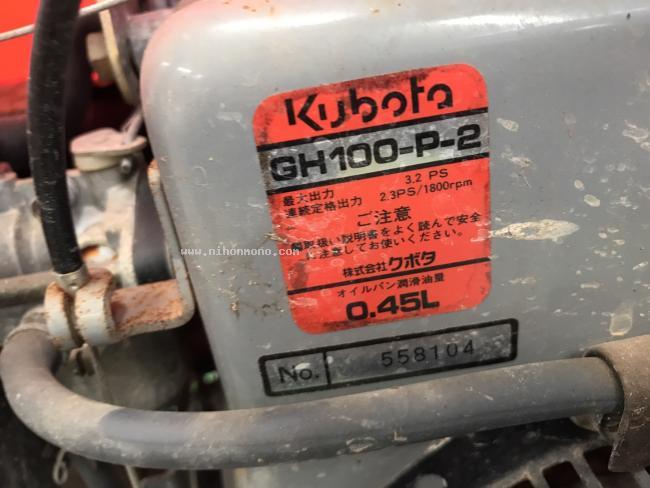 Kubota
GH100-P-2
最大出力 3.2 PS
連続定格出力 2.3PS/1800rpm
ご注意
取扱い説明書をよく読んで安全
注意してお使いください。
株式会社クボタ
オイルパン潤滑油量
0.45L
No. 558104
www.nihonmono.com